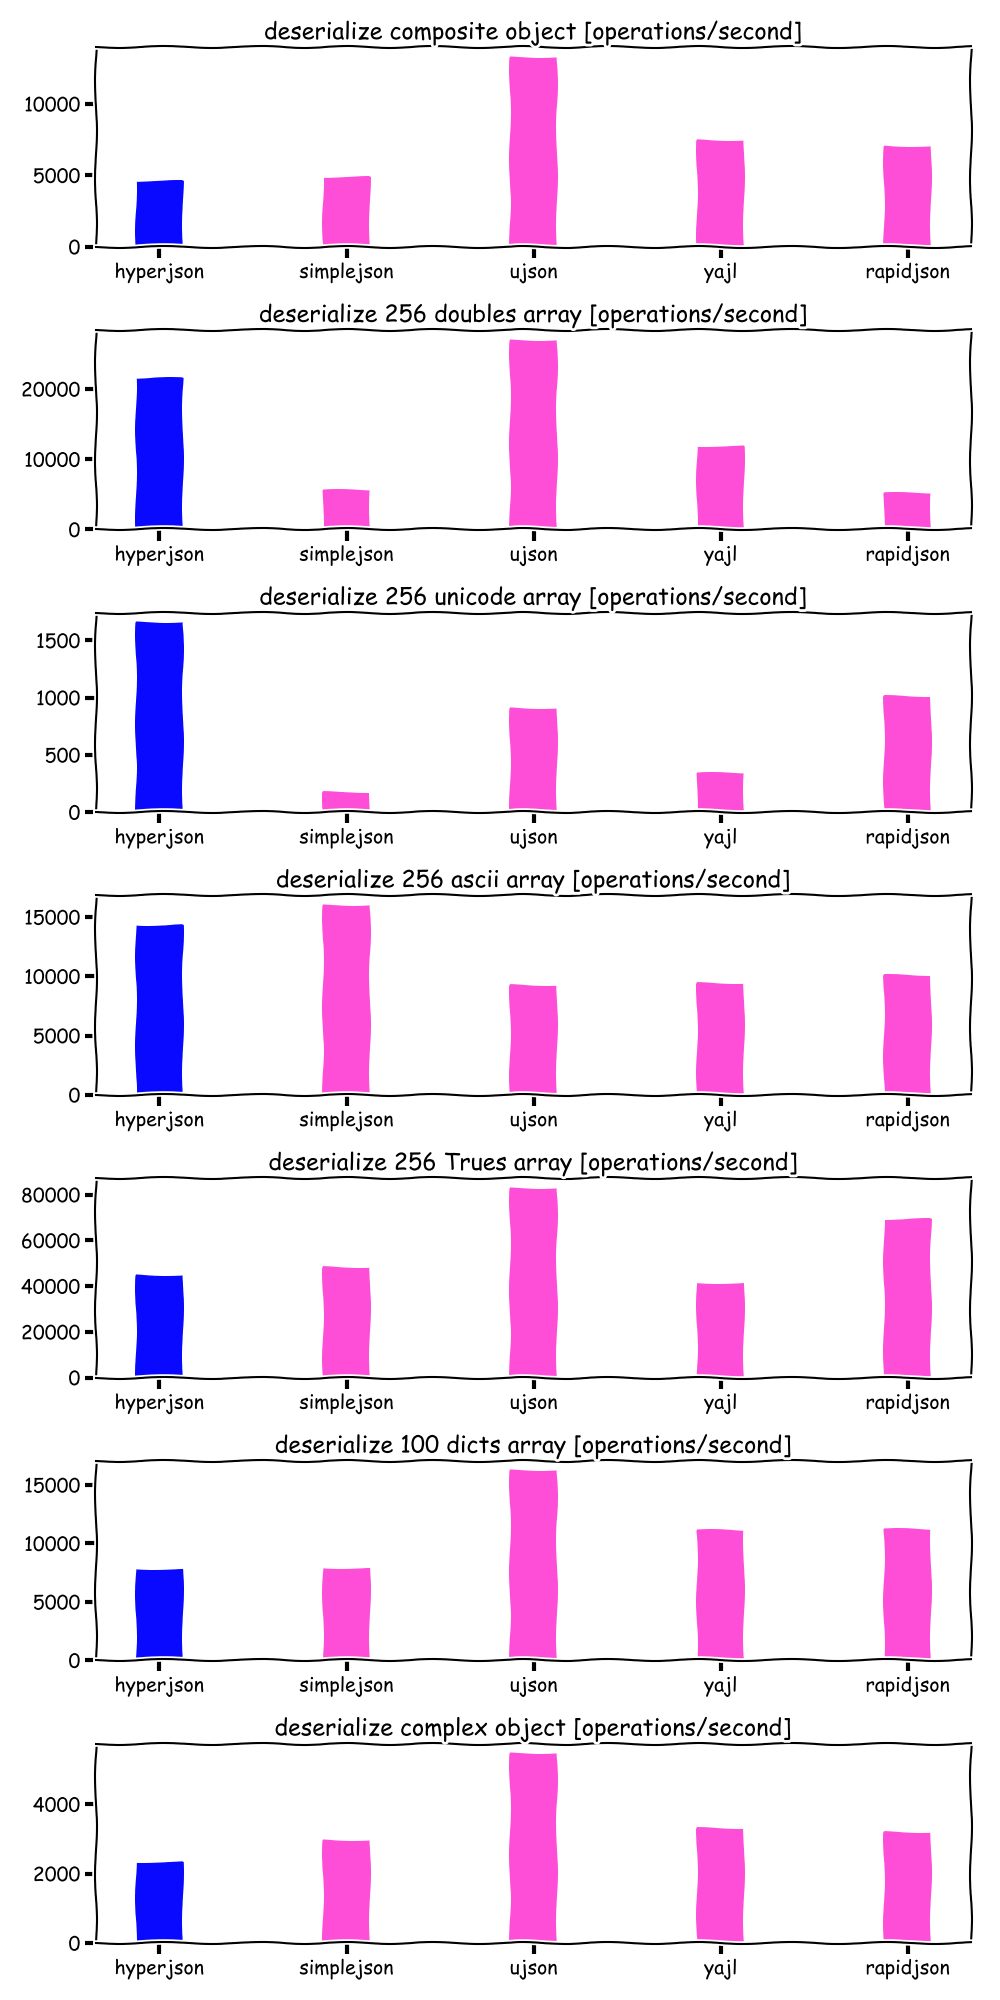 deserialize composite object [operations/second]
10000
5000
0
hyperjson simplejson ujson yajl rapidjson
deserialize 256 doubles array [operations/second]
20000
10000
0
hyperjson simplejson ujson yajl rapidjson
deserialize 256 unicode array [operations/second]
1500
1000
500
0
hyperjson simplejson ujson yajl rapidjson
deserialize 256 ascii array [operations/second]
15000
10000
5000
0
hyperjson simplejson ujson yajl rapidjson
deserialize 256 Trues array [operations/second]
80000
60000
40000
20000
0
hyperjson simplejson ujson yajl rapidjson
deserialize 100 dicts array [operations/second]
15000
10000
5000
0
hyperjson simplejson ujson yajl rapidjson
deserialize complex object [operations/second]
4000
2000
0
hyperjson simplejson ujson yajl rapidjson